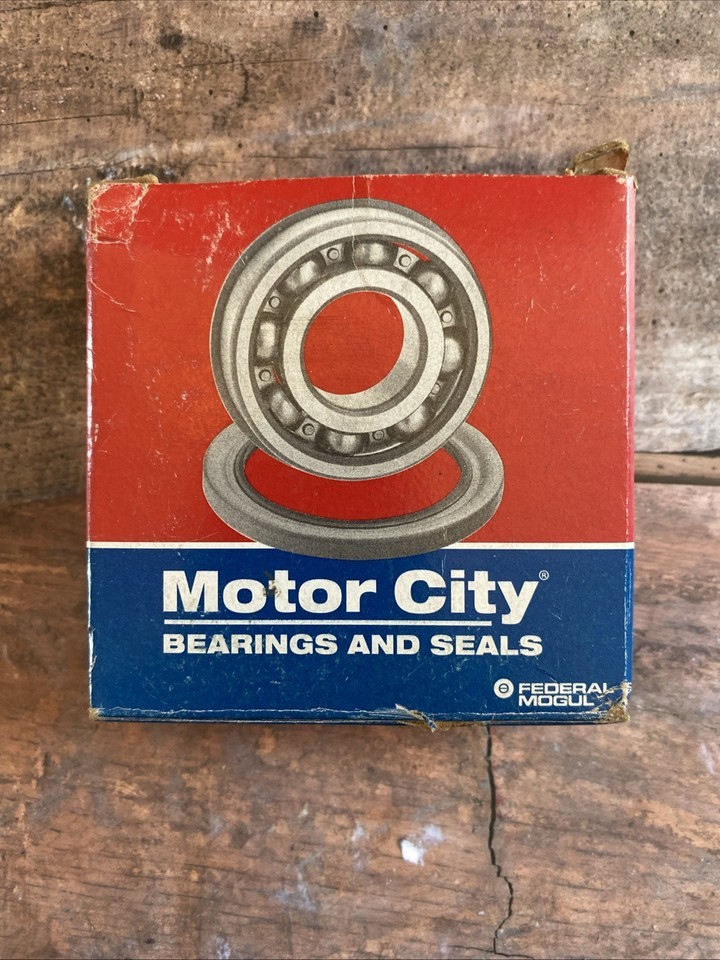 Motor City®
BEARINGS AND SEALS
FEDERAL
MOGUL